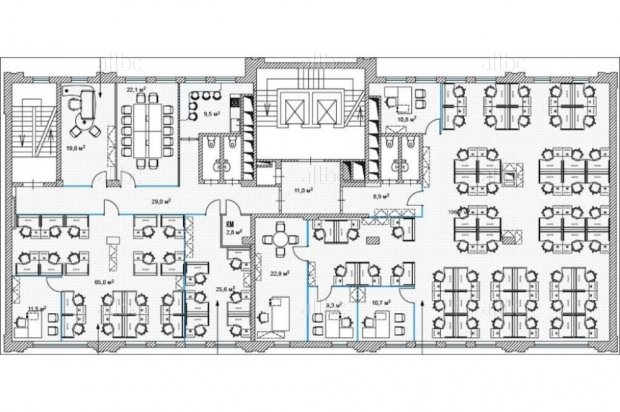 allbc
allbc
22,1 м²
9,5 м²
10,6 м²
19,6 м²
11,0 м²
8,9 м²
29,0 м²
КМ
2,8 м²
22,9 м²
65,0 м²
25,6 м²
11,5 м²
9,3 м²
10,7 м²